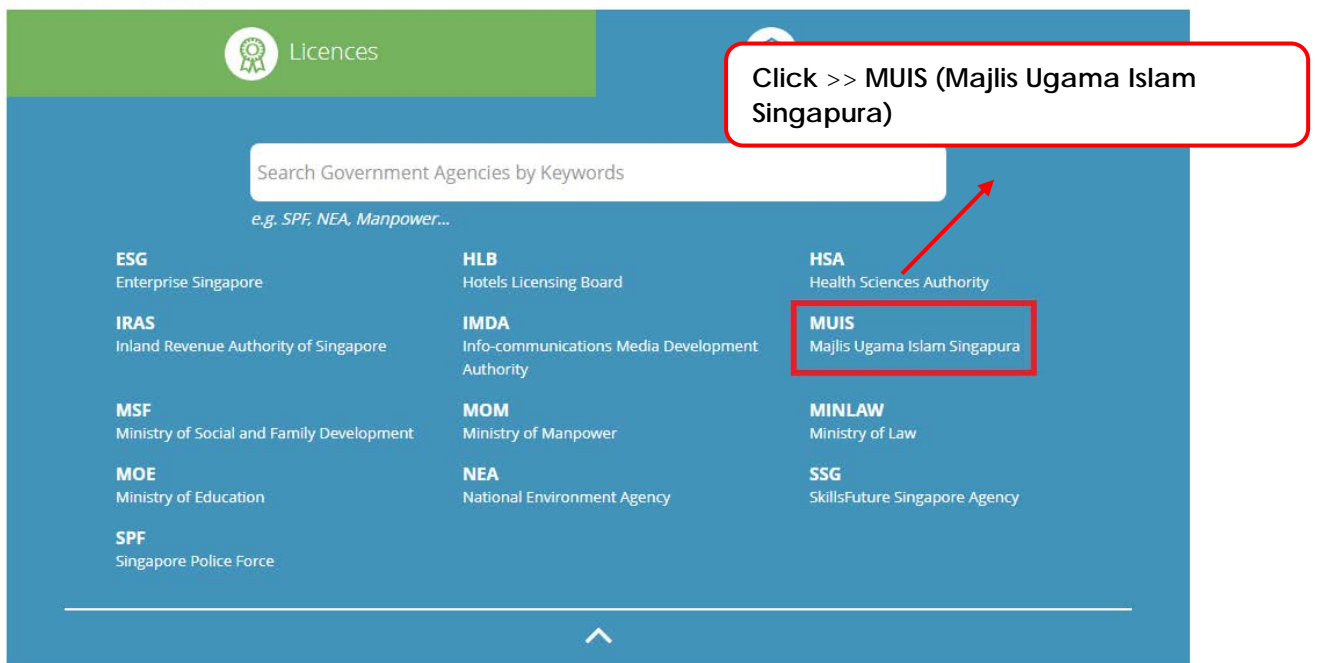 Licences
Click >> MUIS (Majlis Ugama Islam
Singapura)
Search Government Agencies by Keywords
e.g. SPF, NEA, Manpower...
ESG
Enterprise Singapore
HLB
Hotels Licensing Board
HSA
Health Sciences Authority
IRAS
Inland Revenue Authority of Singapore
IMDA
Info-communications Media Development
Authority
MUIS
Majlis Ugama Islam Singapura
MSF
Ministry of Social and Family Development
MOM
Ministry of Manpower
MINLAW
Ministry of Law
MOE
Ministry of Education
NEA
National Environment Agency
SSG
SkillsFuture Singapore Agency
SPF
Singapore Police Force